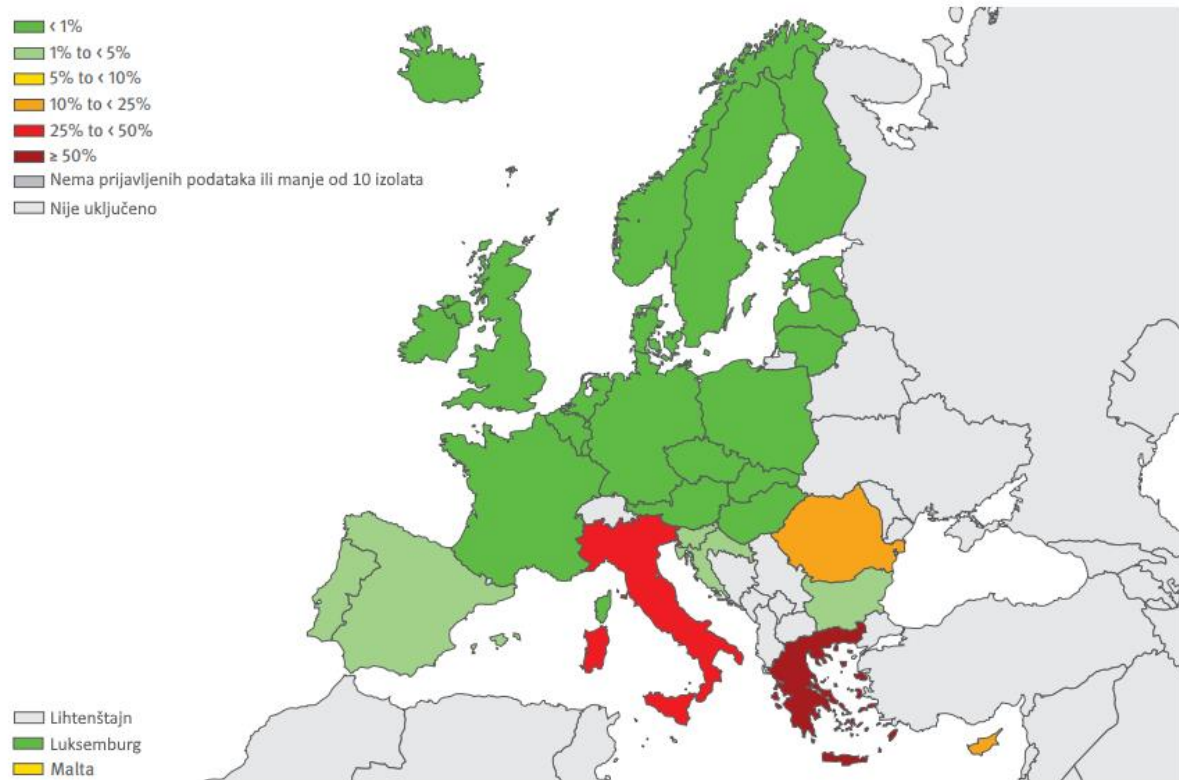 < 1%
1% to < 5%
5% to < 10%
10% to < 25%
25% to < 50%
≥ 50%
Nema prijavljenih podataka ili manje od 10 izolata
Nije uključeno
Lihtenštajn
Luksemburg
Malta